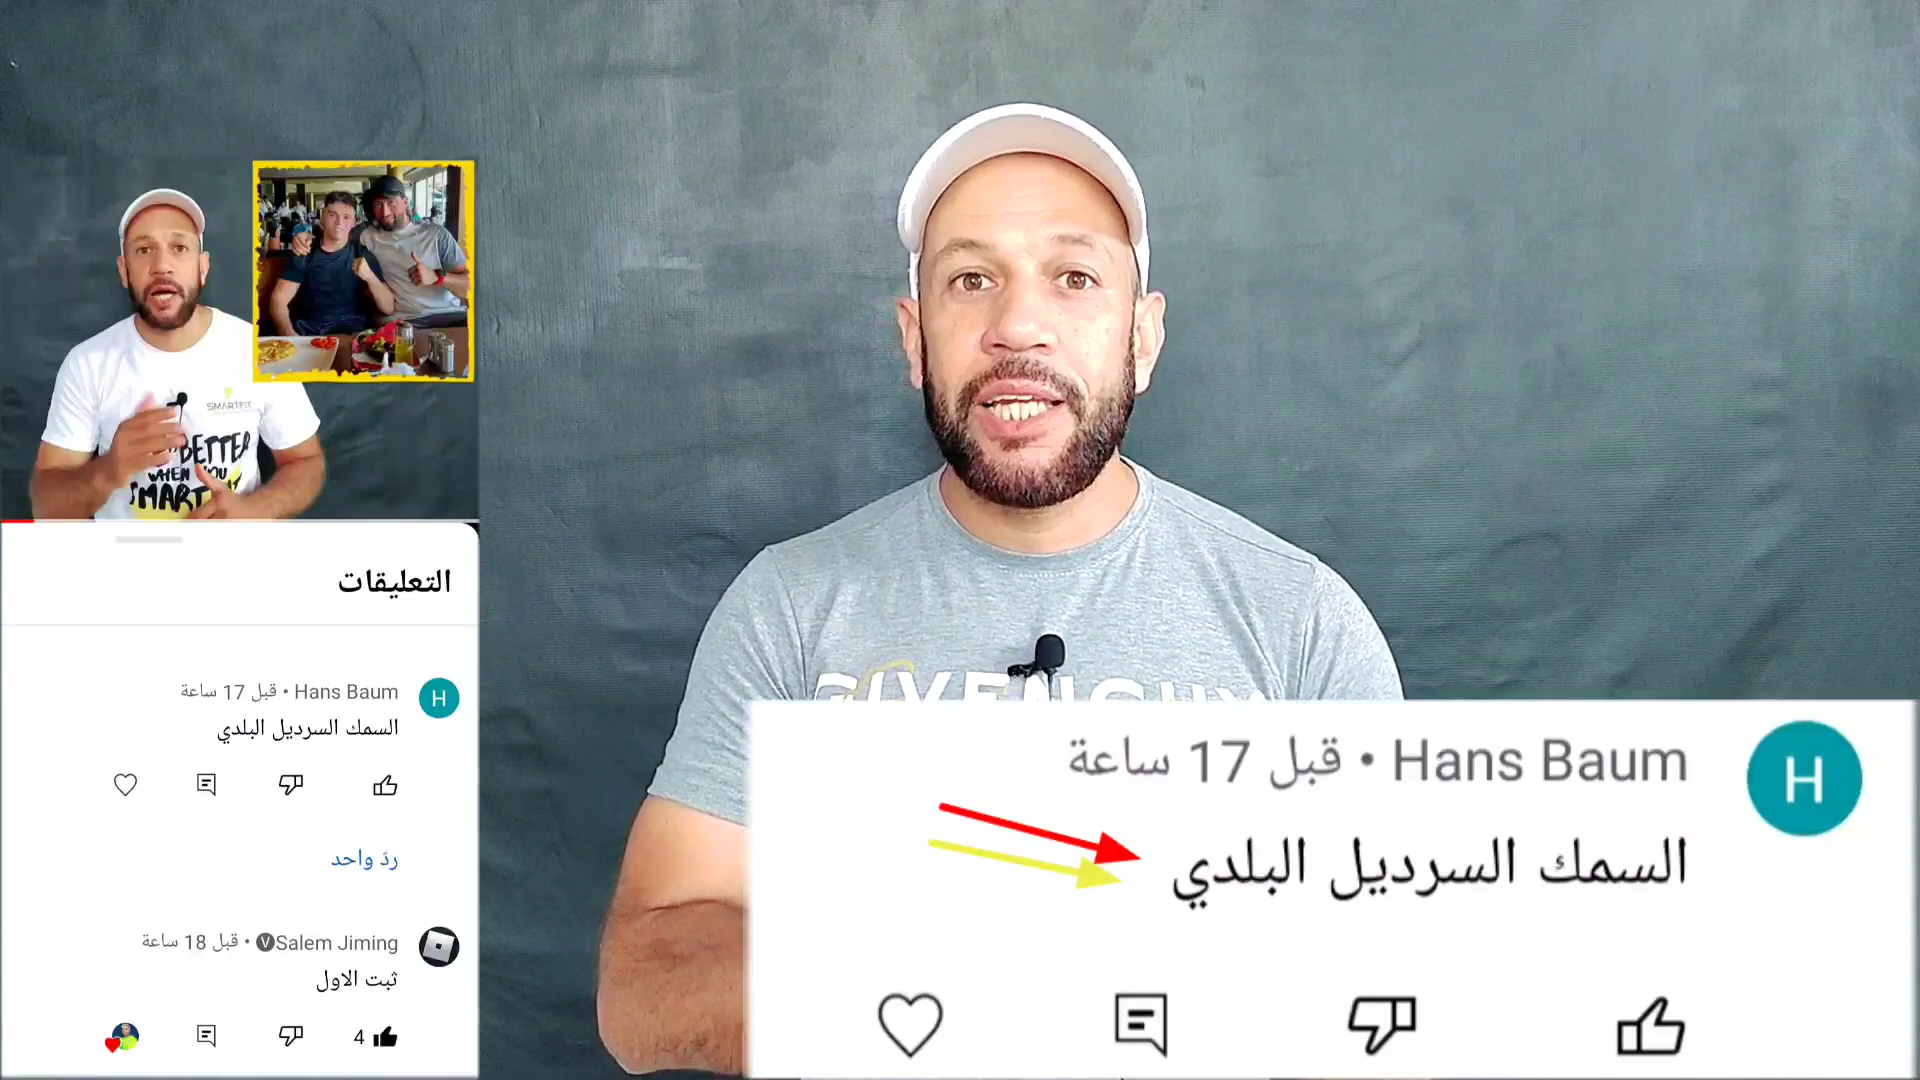 SMARTFIT
BETTER
WHEN YOU
SMART
التعليقات
Hans Baum • قبل 17 ساعة
H
السمك السرديل البلدي
ردّ واحد
Salem Jiming • قبل 18 ساعة
V
ثبت الاول
4
GIVENCHY
Hans Baum • قبل 17 ساعة
H
السمك السرديل البلدي